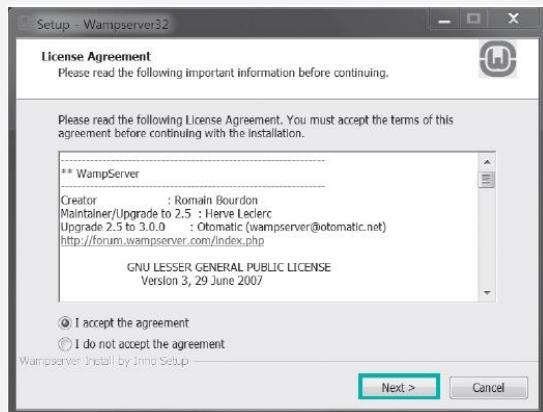 Setup - Wampserver32
License Agreement
Please read the following important information before continuing.
Please read the following License Agreement. You must accept the terms of this
agreement before continuing with the installation.
---------------------------------------------------------------
** WampServer
---------------------------------------------------------------
Creator : Romain Bourdon
Maintainer/Upgrade to 2.5 : Herve Leclerc
Upgrade 2.5 to 3.0.0 : Otomatic (wampserver@otomatic.net)
http://forum.wampserver.com/index.php
GNU LESSER GENERAL PUBLIC LICENSE
Version 3, 29 June 2007
I accept the agreement
I do not accept the agreement
Wampserver Install by Inno Setup
Next >
Cancel